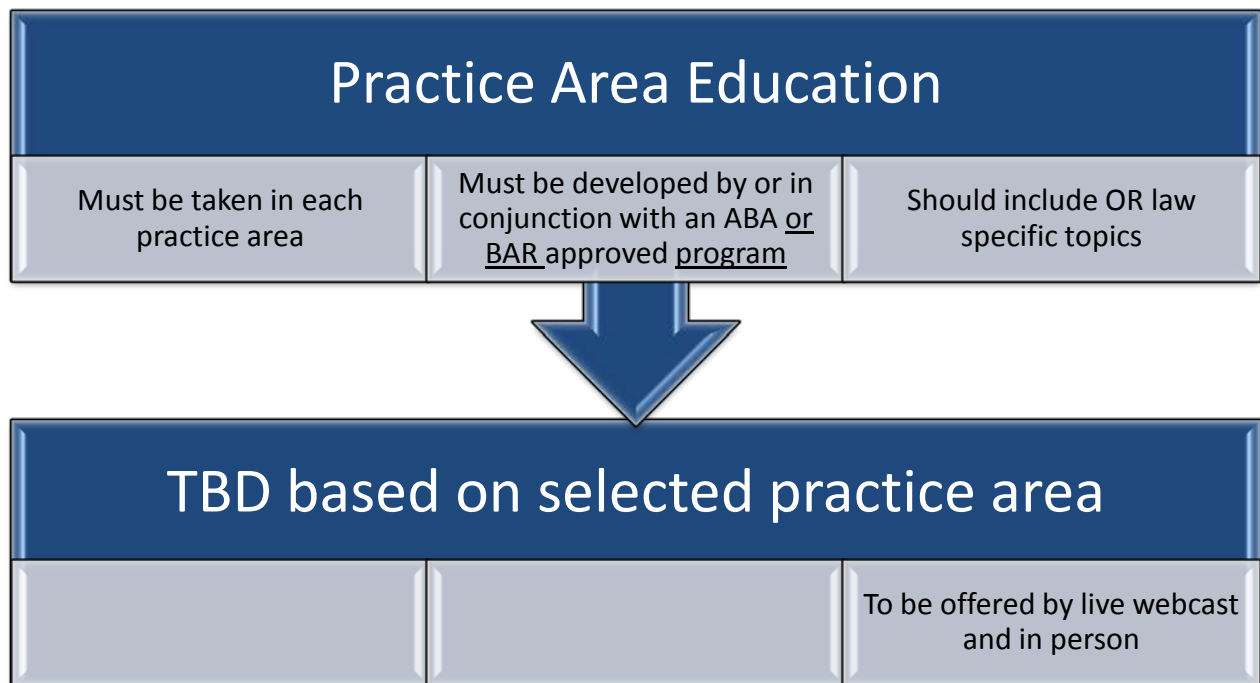 Practice Area Education
Must be taken in each
practice area
Must be developed by or in
conjunction with an ABA or
BAR approved program
Should include OR law
specific topics
TBD based on selected practice area
To be offered by live webcast
and in person